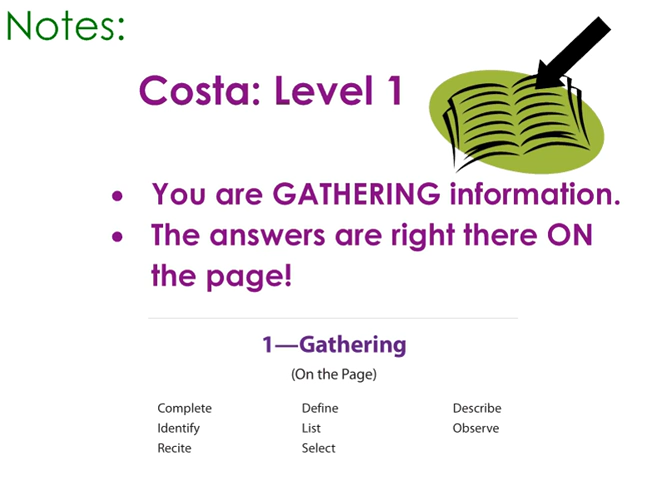 Notes:
Costa: Level 1
• You are GATHERING information.
• The answers are right there ON
the page!
1—Gathering
(On the Page)
Complete Define Describe
Identify List Observe
Recite Select